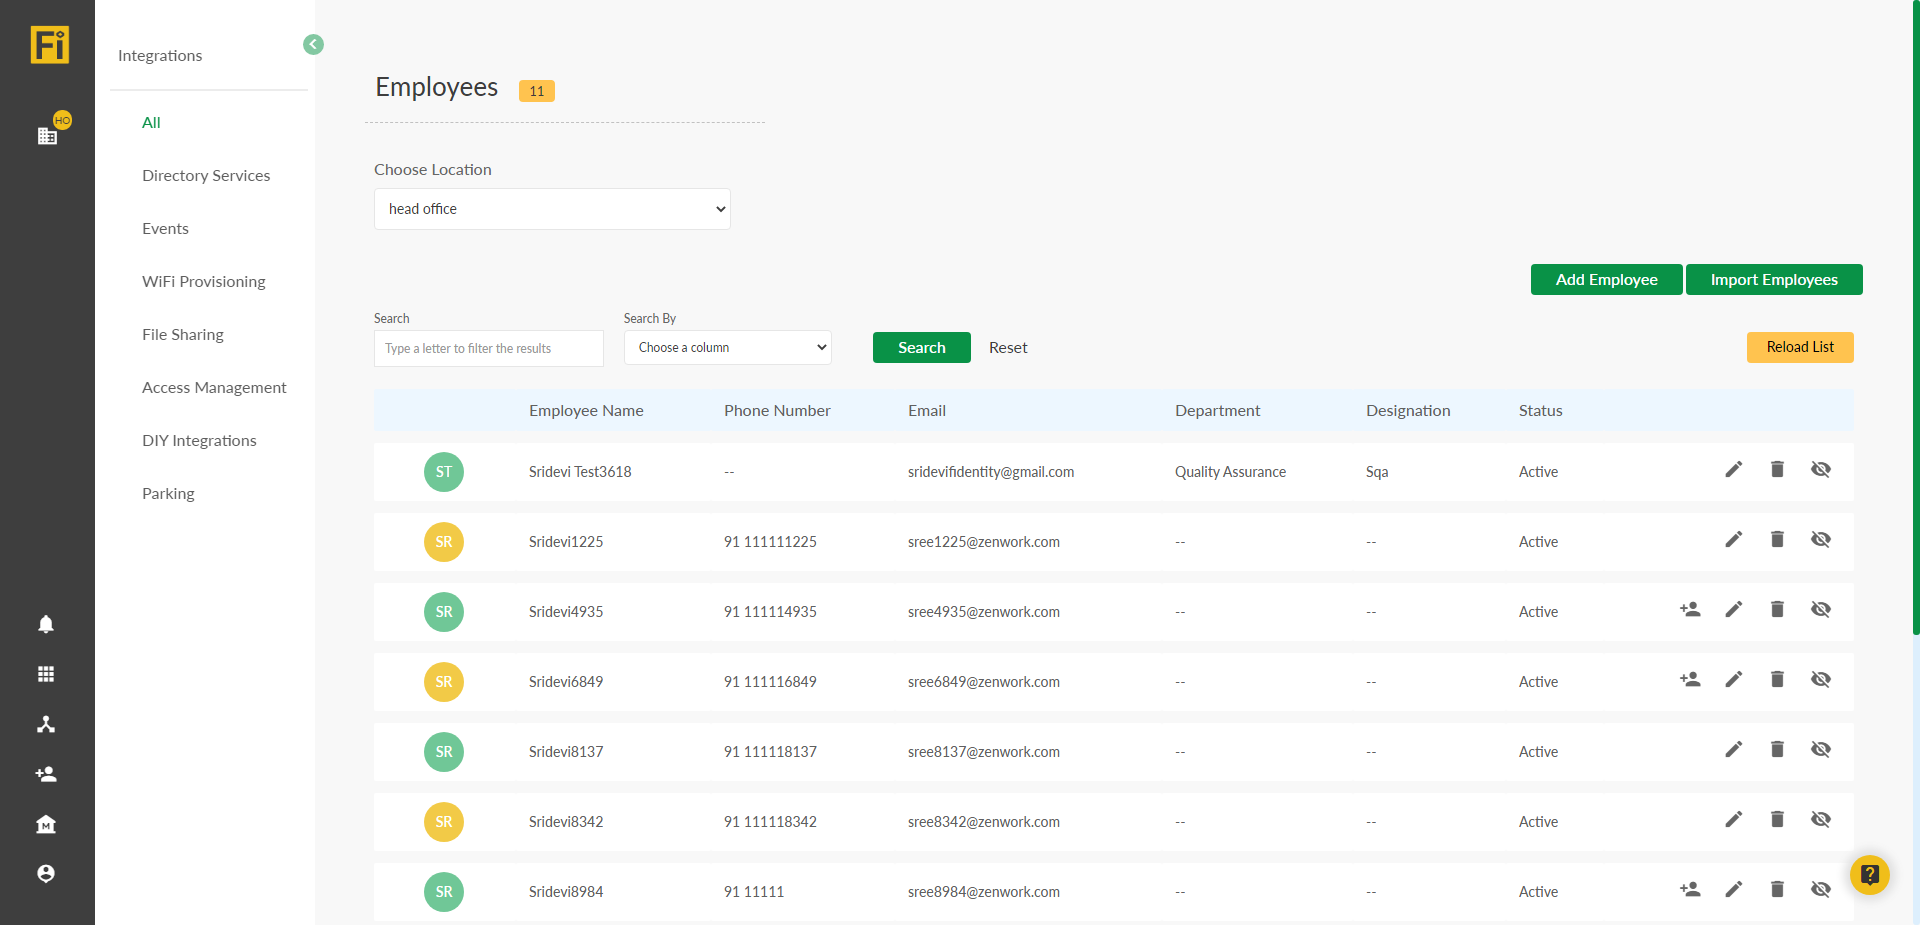 Fi
HO
Integrations
All
Directory Services
Events
WiFi Provisioning
File Sharing
Access Management
DIY Integrations
Parking
M
Employees 11
Choose Location
head office
Add Employee Import Employees
Search Search By
Type a letter to filter the results Choose a column Search Reset Reload List
Employee Name Phone Number Email Department Designation Status
ST Sridevi Test3618 -- sridevifidentity@gmail.com Quality Assurance Sqa Active
SR Sridevi1225 91 111111225 sree1225@zenwork.com -- -- Active
SR Sridevi4935 91 111114935 sree4935@zenwork.com -- -- Active
SR Sridevi6849 91 111116849 sree6849@zenwork.com -- -- Active
SR Sridevi8137 91 111118137 sree8137@zenwork.com -- -- Active
SR Sridevi8342 91 111118342 sree8342@zenwork.com -- -- Active
SR Sridevi8984 91 11111 sree8984@zenwork.com -- -- Active
?